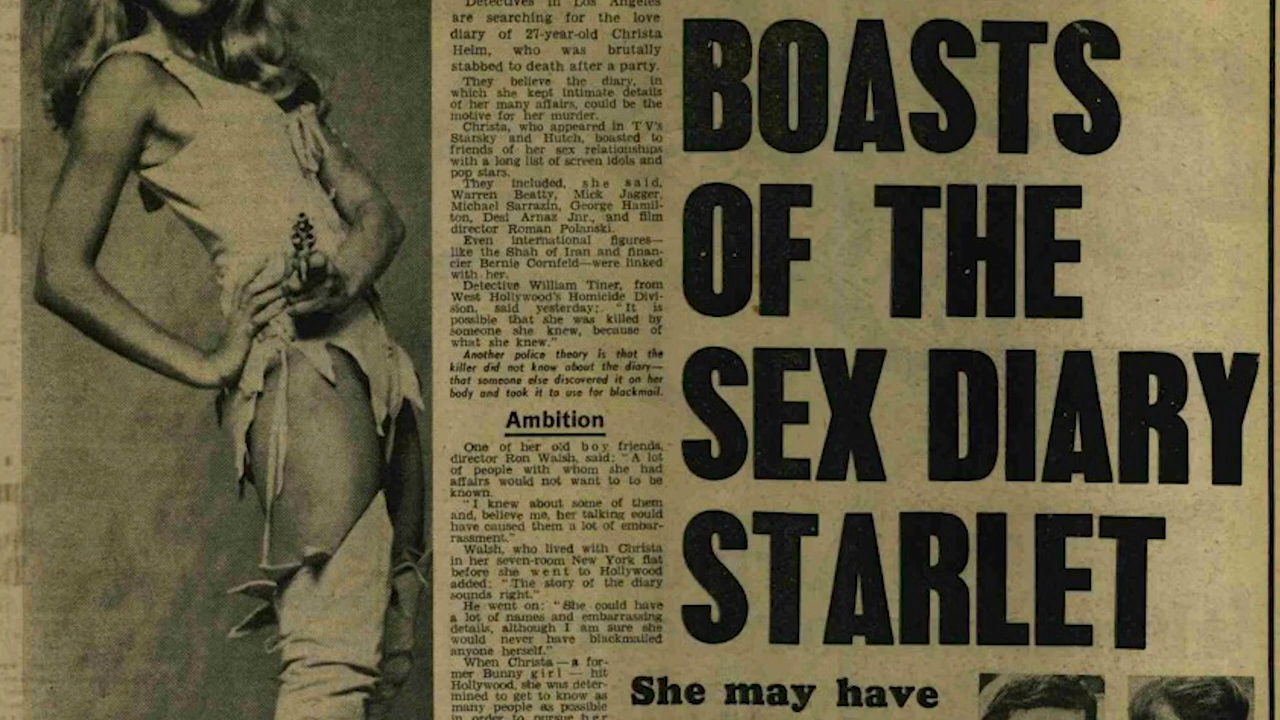 Detectives in Los Angeles
are searching for the love
diary of 27-year-old Christa
Helm, who was brutally
stabbed to death after a party.
They believe the diary, in
which she kept intimate details
of her many affairs, could be the
motive for her murder.
Christa, who appeared in TV's
Starsky and Hutch, boasted to
friends of her sex relationships
with a long list of screen idols and
pop stars.
They included, she said,
Warren Beatty, Mick Jagger,
Michael Sarrazin, George Hamil-
ton, Desi Arnaz Jnr., and film
director Roman Polanski.
Even international figures—
like the Shah of Iran and finan-
cier Bernie Cornfeld—were linked
with her.
Detective William Tiner, from
West Hollywood's Homicide Divi-
sion, said yesterday: "It is
possible that she was killed by
someone she knew, because of
what she knew."
Another police theory is that the
killer did not know about the diary—
that someone else discovered it on her
body and took it to use for blackmail.
Ambition
One of her old boy friends,
director Ron Walsh, said: "A lot
of people with whom she had
affairs would not want to to be
known.
"I knew about some of them
and, believe me, her talking could
have caused them a lot of embar-
rassment."
Walsh, who lived with Christa
in her seven-room New York flat
before she went to Hollywood
added: "The story of the diary
sounds right."
He went on: "She could have
a lot of names and embarrassing
details, although I am sure she
would never have blackmailed
anyone herself."
When Christa—a for-
mer Bunny girl — hit
Hollywood, she was deter-
mined to get to know as
many people as possible
in order to pursue her
BOASTS
OF THE
SEX DIARY
STARLET
She may have